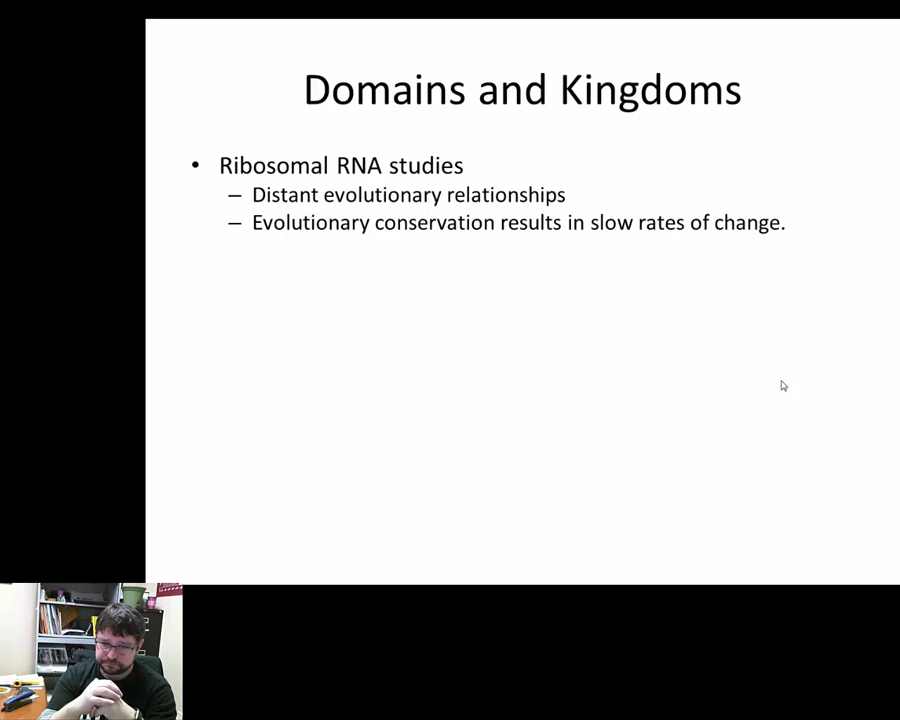 Domains and Kingdoms
• Ribosomal RNA studies
– Distant evolutionary relationships
– Evolutionary conservation results in slow rates of change.